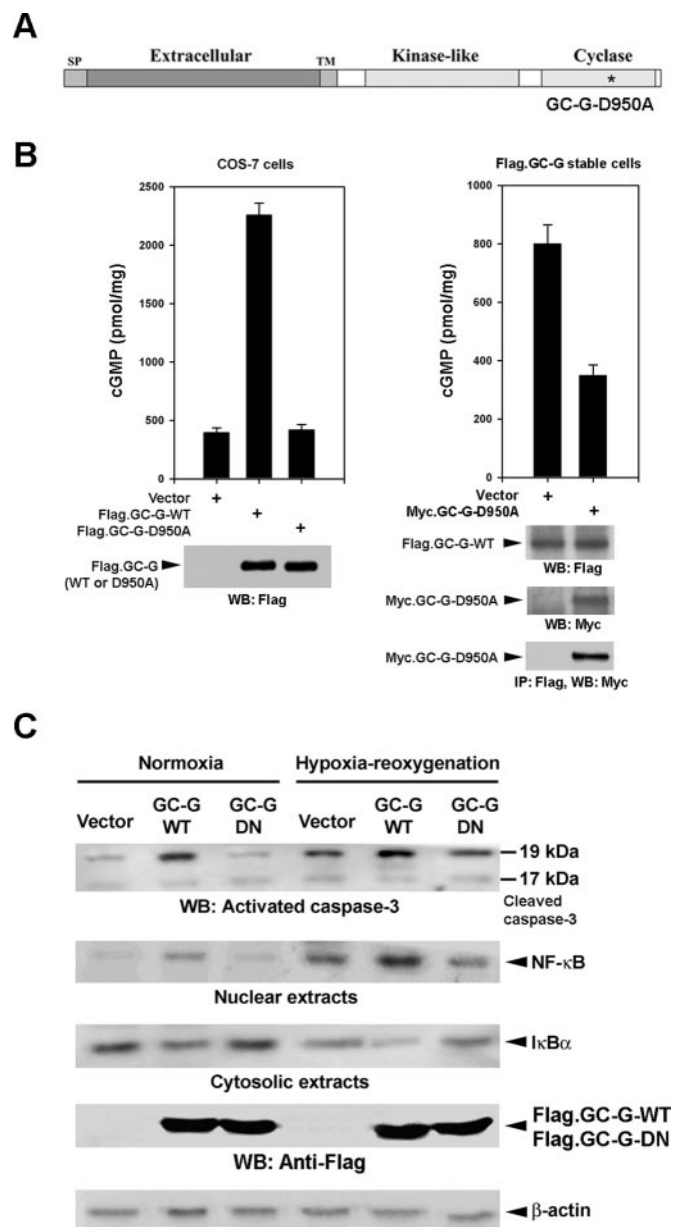 A
SP Extracellular TM Kinase-like Cyclase
*
GC-G-D950A
B
COS-7 cells
2500
2000
1500
1000
500
0
cGMP (pmol/mg)
Vector +
Flag.GC-G-WT +
Flag.GC-G-D950A +
Flag.GC-G
(WT or D950A)
WB: Flag
Flag.GC-G stable cells
1000
800
600
400
200
0
cGMP (pmol/mg)
Vector +
Myc.GC-G-D950A +
Flag.GC-G-WT
WB: Flag
Myc.GC-G-D950A
WB: Myc
Myc.GC-G-D950A
IP: Flag, WB: Myc
C
Normoxia Hypoxia-reoxygenation
Vector GC-G WT GC-G DN Vector GC-G WT GC-G DN
19 kDa
17 kDa
WB: Activated caspase-3
Cleaved
caspase-3
NF-κB
Nuclear extracts
IκBα
Cytosolic extracts
Flag.GC-G-WT
Flag.GC-G-DN
WB: Anti-Flag
β-actin